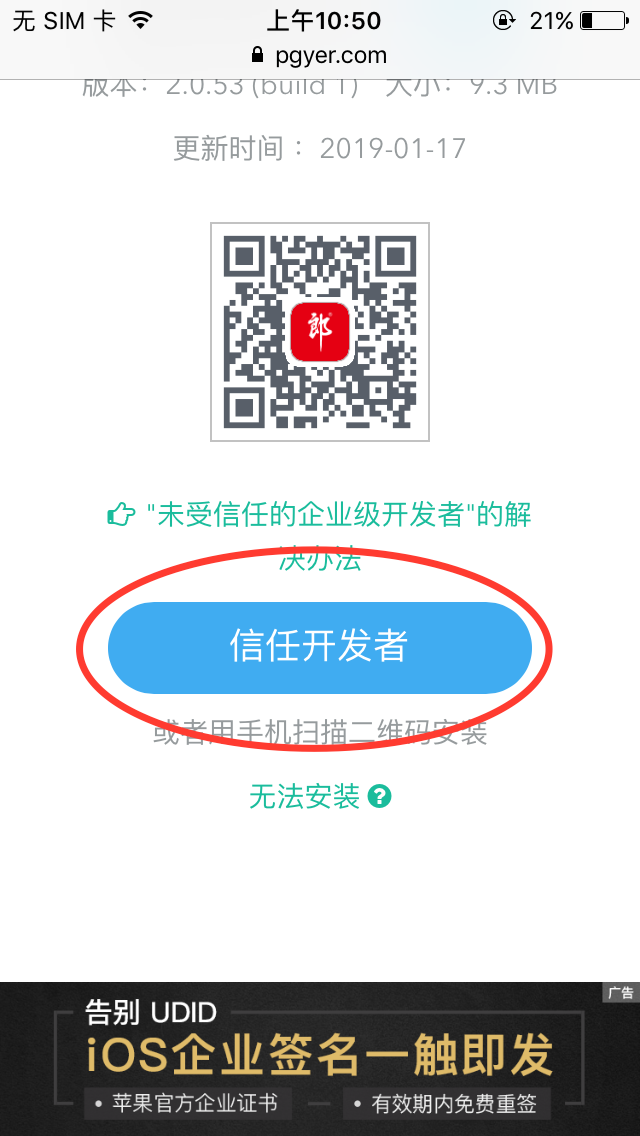 无 SIM 卡 上午10:50 21%
pgyer.com
版本：2.0.53 (build 1) 大小：9.3 MB
更新时间 ：2019-01-17
郎
"未受信任的企业级开发者"的解
决办法
信任开发者
或者用手机扫描二维码安装
无法安装 ?
广告
告别 UDID
iOS企业签名一触即发
• 苹果官方企业证书 • 有效期内免费重签